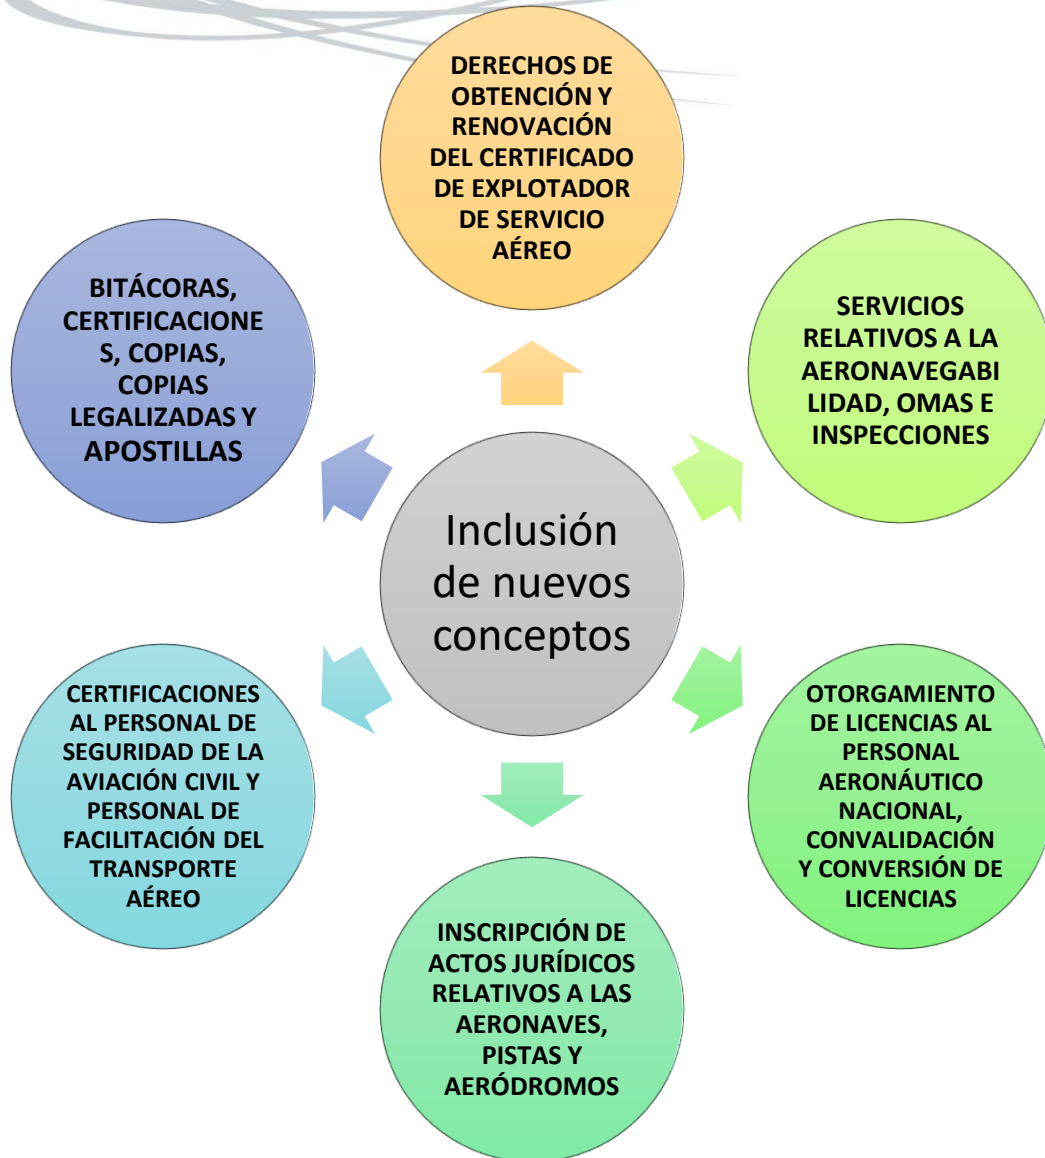 DERECHOS DE
OBTENCIÓN Y
RENOVACIÓN
DEL CERTIFICADO
DE EXPLOTADOR
DE SERVICIO
AÉREO
BITÁCORAS,
CERTIFICACIONE
S, COPIAS,
COPIAS
LEGALIZADAS Y
APOSTILLAS
SERVICIOS
RELATIVOS A LA
AERONAVEGABI
LIDAD, OMAS E
INSPECCIONES
Inclusión
de nuevos
conceptos
CERTIFICACIONES
AL PERSONAL DE
SEGURIDAD DE LA
AVIACIÓN CIVIL Y
PERSONAL DE
FACILITACIÓN DEL
TRANSPORTE
AÉREO
OTORGAMIENTO
DE LICENCIAS AL
PERSONAL
AERONÁUTICO
NACIONAL,
CONVALIDACIÓN
Y CONVERSIÓN DE
LICENCIAS
INSCRIPCIÓN DE
ACTOS JURÍDICOS
RELATIVOS A LAS
AERONAVES,
PISTAS Y
AERÓDROMOS